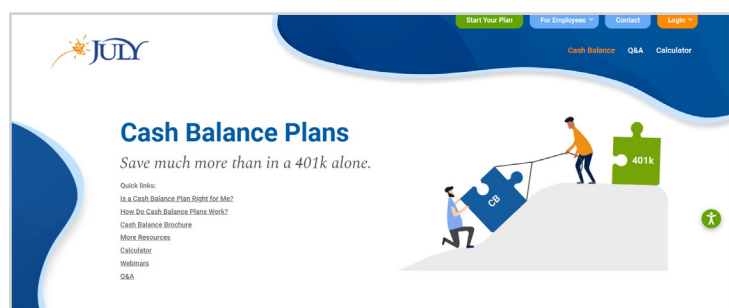 Start Your Plan For Employees Contact Login
JULY
Cash Balance Q&A Calculator
Cash Balance Plans
Save much more than in a 401k alone.
Quick links:
Is a Cash Balance Plan Right for Me?
How Do Cash Balance Plans Work?
Cash Balance Brochure
More Resources
Calculator
Webinars
Q&A
401k
CB